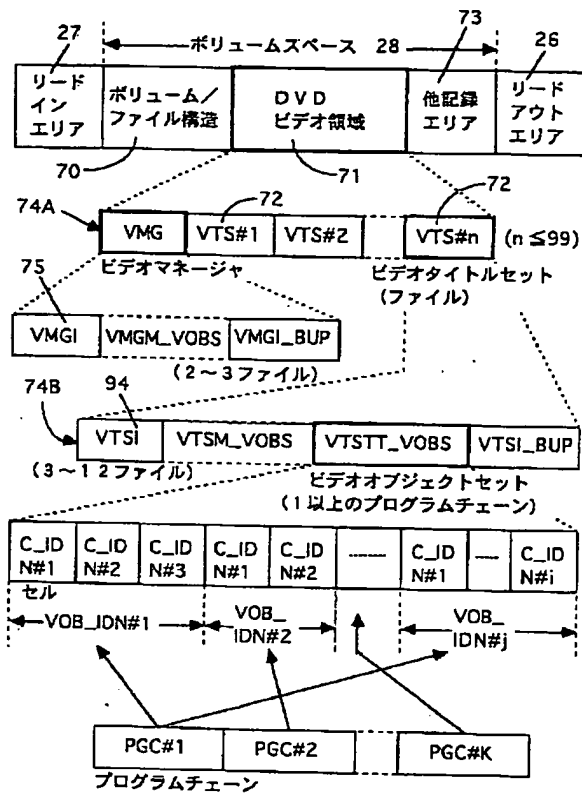 27
ボリュームズペース 28
73
26
リード
イン
エリア
ボリューム/
ファイル構造
DVD
ビデオ領域
他記録
エリア
リード
アウト
エリア
70
71
72
72
74A
VMG
VTS#1
VTS#2
VTS#n
(n≦99)
ビデオマネージャ
ビデオタイトルセット
(ファイル)
75
VMGI
VMGM_VOBS
VMGI_BUP
(2~3ファイル)
94
74B
VTSI
VTSM_VOBS
VTSTT_VOBS
VTSI_BUP
(3~12ファイル)
ビデオオブジェクトセット
(1以上のプログラムチェーン)
C_ID
N#1
C_ID
N#2
C_ID
N#3
C_ID
N#1
C_ID
N#2
C_ID
N#1
C_ID
N#i
セル
VOB_IDN#1
VOB_
IDN#2
VOB_
IDN#j
PGC#1
PGC#2
PGC#K
プログラムチェーン